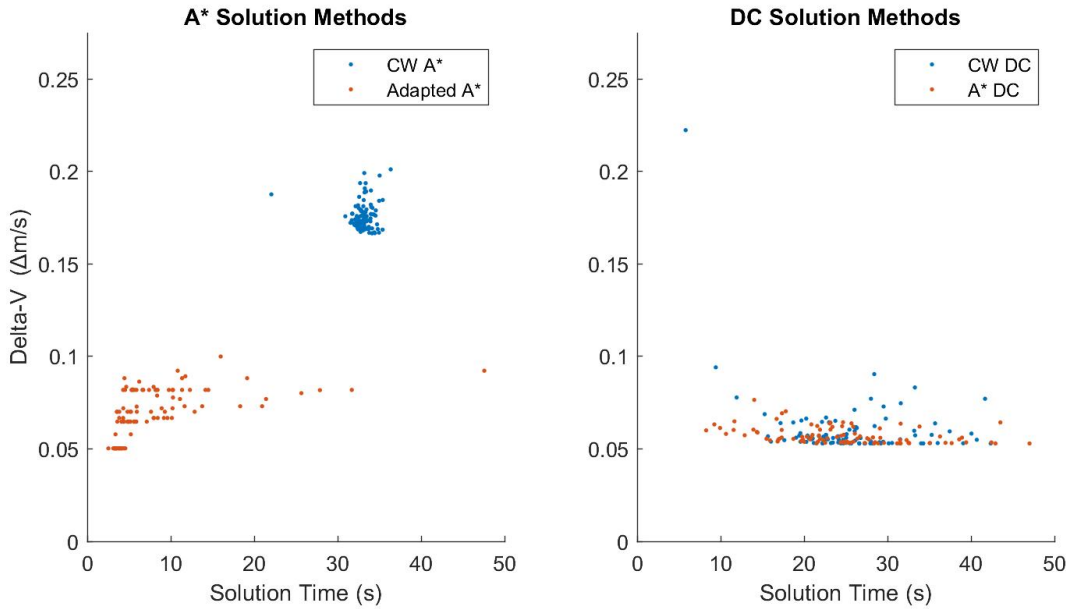 A* Solution Methods
CW A*
Adapted A*
0.25
0.2
0.15
0.1
0.05
0
0 10 20 30 40 50
Delta-V (Δm/s)
Solution Time (s)
DC Solution Methods
CW DC
A* DC
0.25
0.2
0.15
0.1
0.05
0
0 10 20 30 40 50
Solution Time (s)